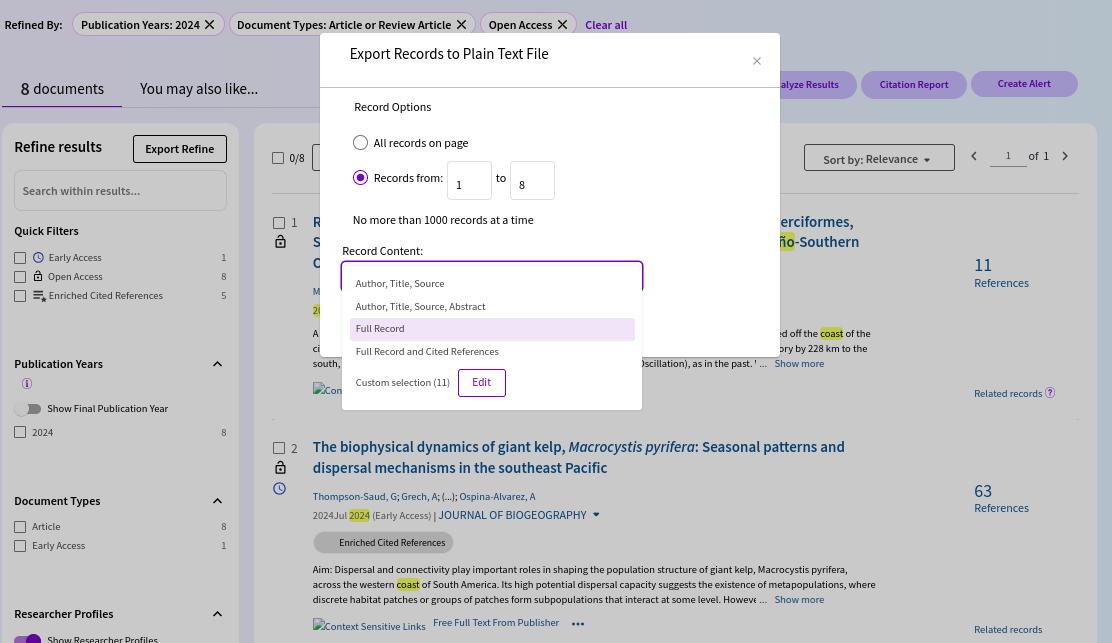 Refined By:
Publication Years: 2024
Document Types: Article or Review Article
Open Access
Clear all
8 documents
You may also like...
alyze Results
Citation Report
Create Alert
Export Records to Plain Text File
Record Options
All records on page
Records from: 1 to 8
No more than 1000 records at a time
Record Content:
Author, Title, Source
Author, Title, Source, Abstract
Full Record
Full Record and Cited References
Custom selection (11) Edit
Refine results
Export Refine
Search within results...
Quick Filters
Early Access 1
Open Access 8
Enriched Cited References 5
Publication Years
Show Final Publication Year
2024 8
Document Types
Article 8
Early Access 1
Researcher Profiles
Show Researcher Profiles
0/8
Sort by: Relevance
1 of 1
1
R
erciformes,
S
ño-Southern
O
M
20
A
ed off the coast of the
ci
ory by 228 km to the
south,
Oscillation), as in the past. ' ... Show more
Con
11
References
Related records ?
2
The biophysical dynamics of giant kelp, Macrocystis pyrifera: Seasonal patterns and
dispersal mechanisms in the southeast Pacific
Thompson-Saud, G; Grech, A; (...); Ospina-Alvarez, A
2024Jul 2024 (Early Access) | JOURNAL OF BIOGEOGRAPHY
Enriched Cited References
Aim: Dispersal and connectivity play important roles in shaping the population structure of giant kelp, Macrocystis pyrifera,
across the western coast of South America. Its high potential dispersal capacity suggests the existence of metapopulations, where
discrete habitat patches or groups of patches form subpopulations that interact at some level. Howeve ... Show more
Context Sensitive Links Free Full Text From Publisher •••
63
References
Related records